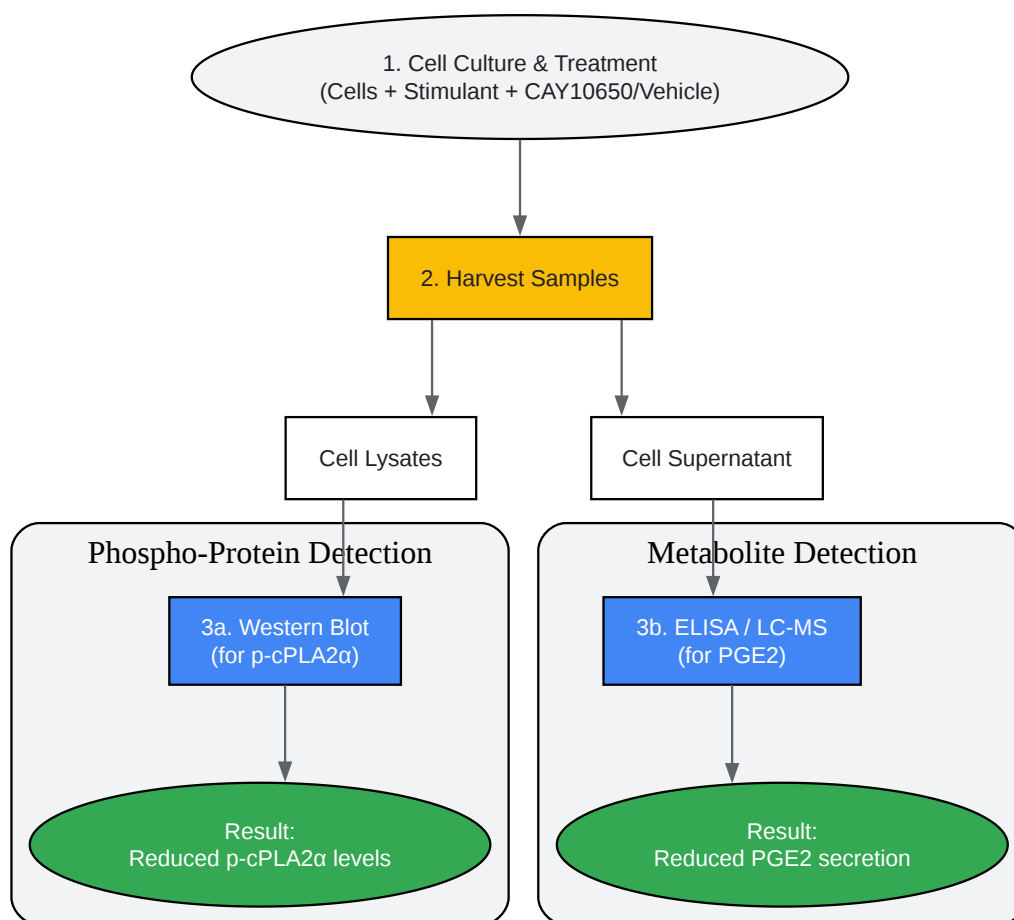 1. Cell Culture & Treatment
(Cells + Stimulant + CAY10650/Vehicle)
2. Harvest Samples
Cell Lysates
Cell Supernatant
Phospho-Protein Detection
Metabolite Detection
3a. Western Blot
(for p-cPLA2α)
3b. ELISA / LC-MS
(for PGE2)
Result:
Reduced p-cPLA2α levels
Result:
Reduced PGE2 secretion